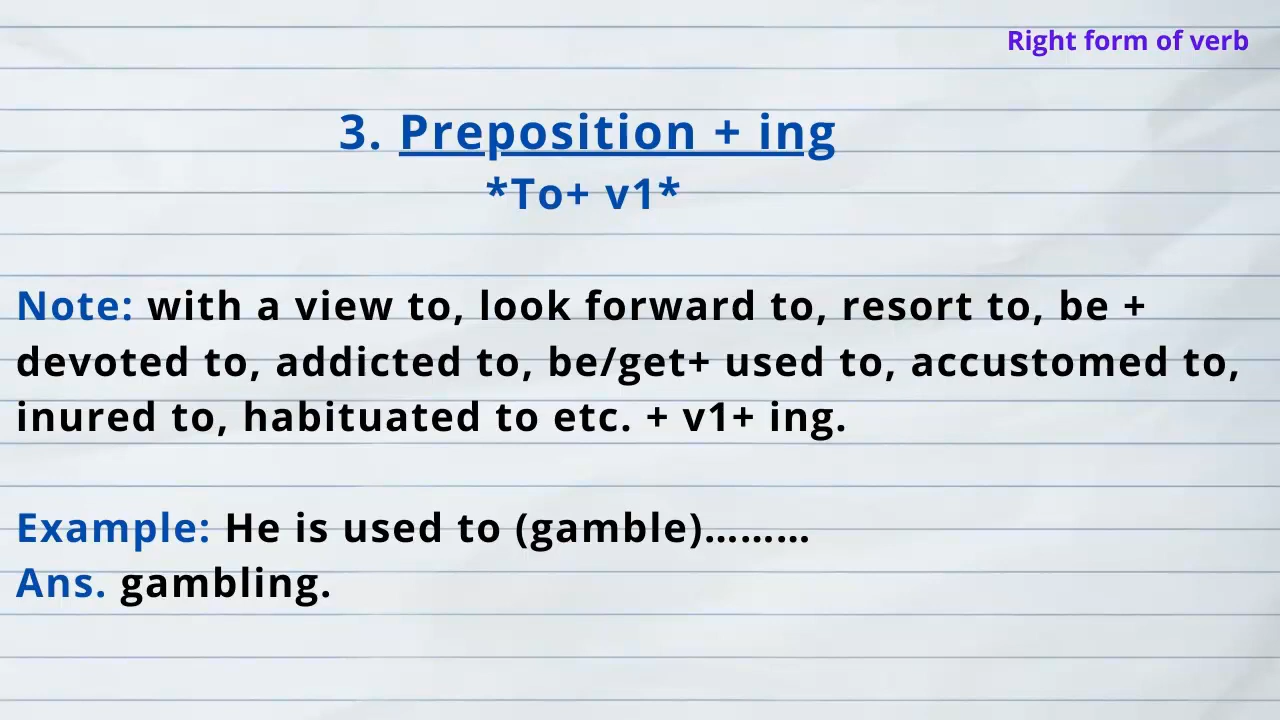 Right form of verb
3. Preposition + ing
*To+ v1*
Note: with a view to, look forward to, resort to, be +
devoted to, addicted to, be/get+ used to, accustomed to,
inured to, habituated to etc. + v1+ ing.
Example: He is used to (gamble).........
Ans. gambling.